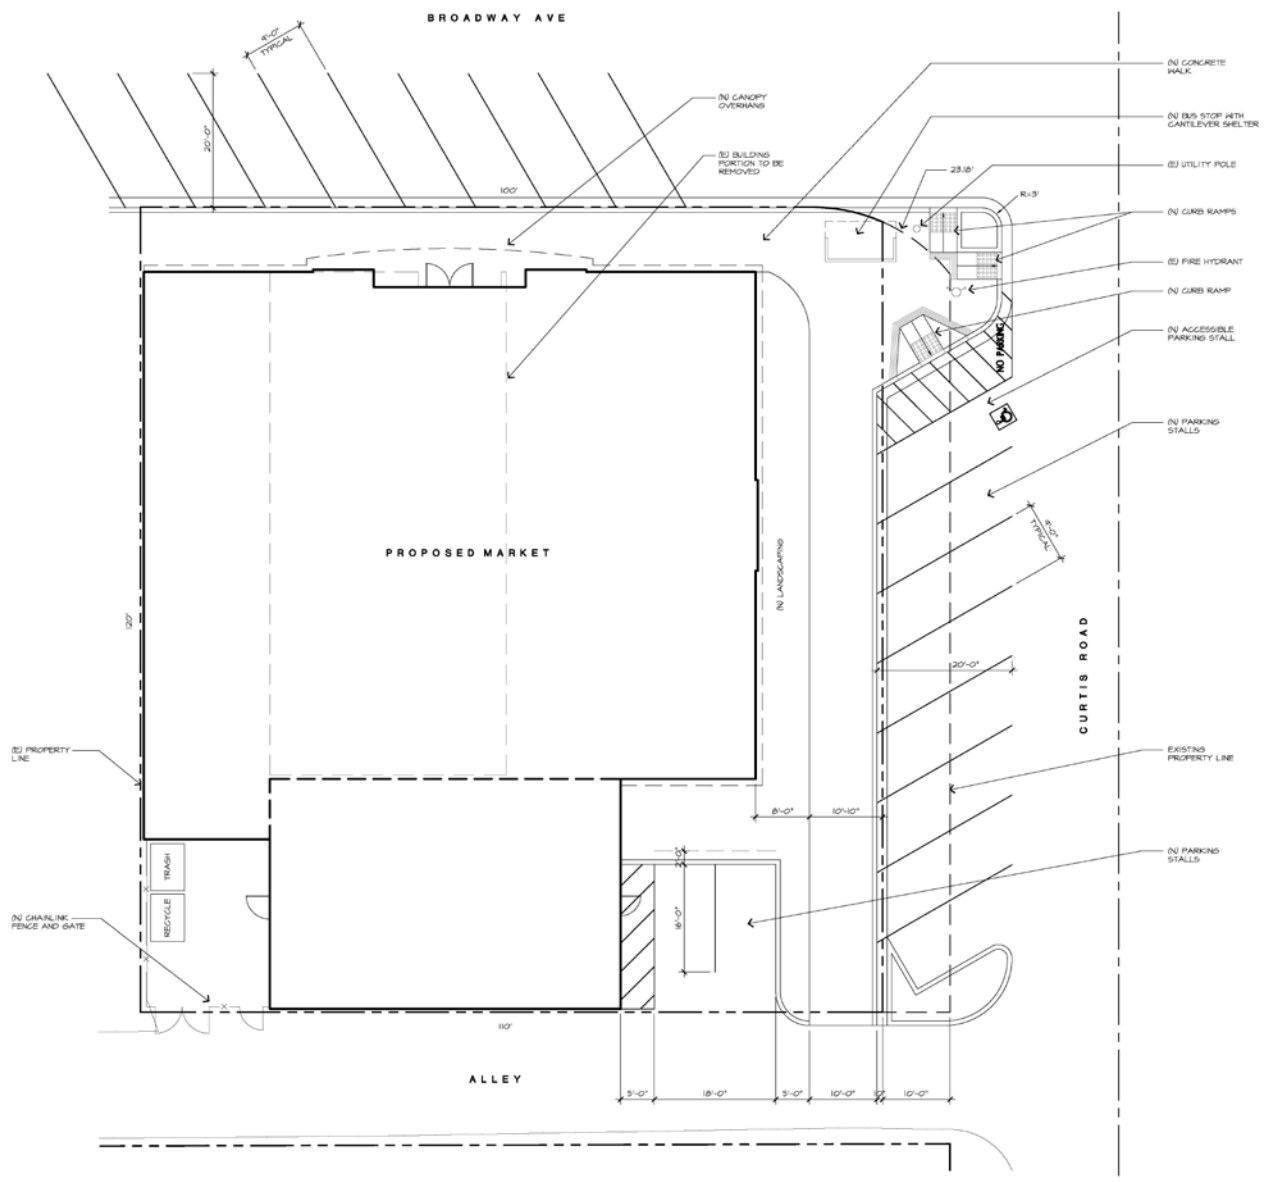 BROADWAY AVE
9'-0"
TYPICAL
20'-0"
(N) CANOPY
OVERHANG
(E) BUILDING
PORTION TO BE
REMOVED
100'
(N) CONCRETE
WALK
(N) BUS STOP WITH
CANTILEVER SHELTER
(E) UTILITY POLE
23.18'
R=3'
(N) CURB RAMPS
(E) FIRE HYDRANT
(N) CURB RAMP
(N) ACCESSIBLE
PARKING STALL
NO PARKING
(N) PARKING
STALLS
9'-0"
TYPICAL
PROPOSED MARKET
(N) LANDSCAPING
120'
CURTIS ROAD
20'-0"
(E) PROPERTY
LINE
EXISTING
PROPERTY LINE
8'-0"
10'-10"
TRASH
RECYCLE
2'-0"
16'-0"
(N) PARKING
STALLS
(N) CHAINLINK
FENCE AND GATE
110'
ALLEY
5'-0"
18'-0"
5'-0"
10'-0"
10"
10'-0"